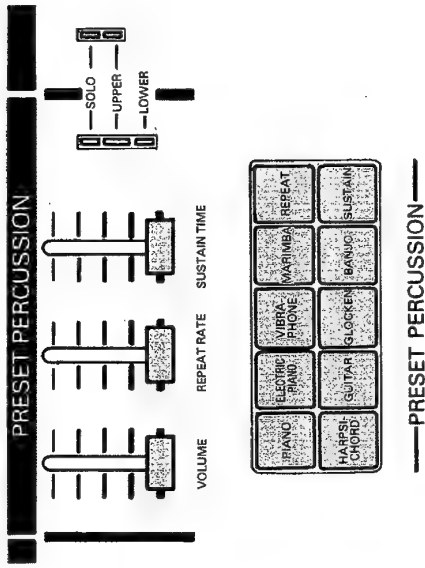 PRESET PERCUSSION
SOLO
UPPER
LOWER
VOLUME
REPEAT RATE
SUSTAIN TIME
PIANO
ELECTRIC
PIANO
VIBRA-
PHONE
MARIMBA
REPEAT
HARPSI-
CHORD
GUITAR
GLOCKEN
BANJO
SUSTAIN
PRESET PERCUSSION